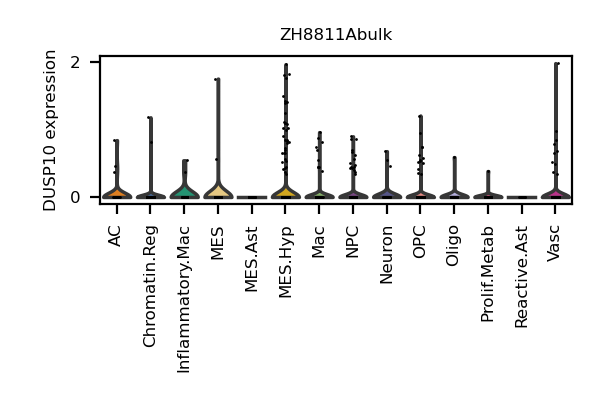 ZH8811Abulk
DUSP10 expression
2
0
AC
Chromatin.Reg
Inflammatory.Mac
MES
MES.Ast
MES.Hyp
Mac
NPC
Neuron
OPC
Oligo
Prolif.Metab
Reactive.Ast
Vasc